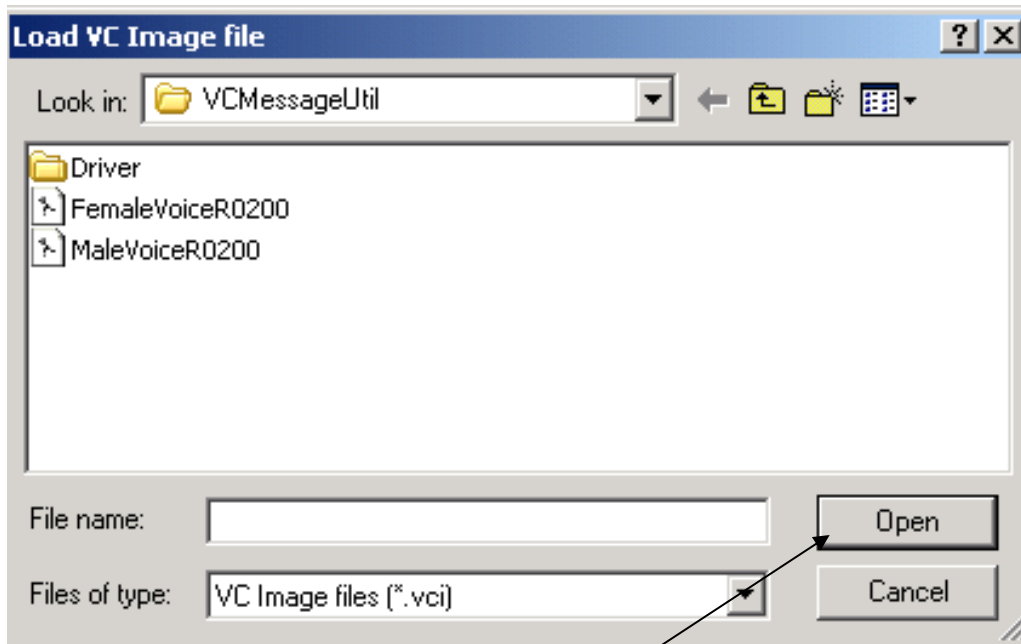 Load VC Image file
Look in: VCMessageUtil
Driver
FemaleVoiceR0200
MaleVoiceR0200
File name: Open
Files of type: VC Image files (*.vci) Cancel